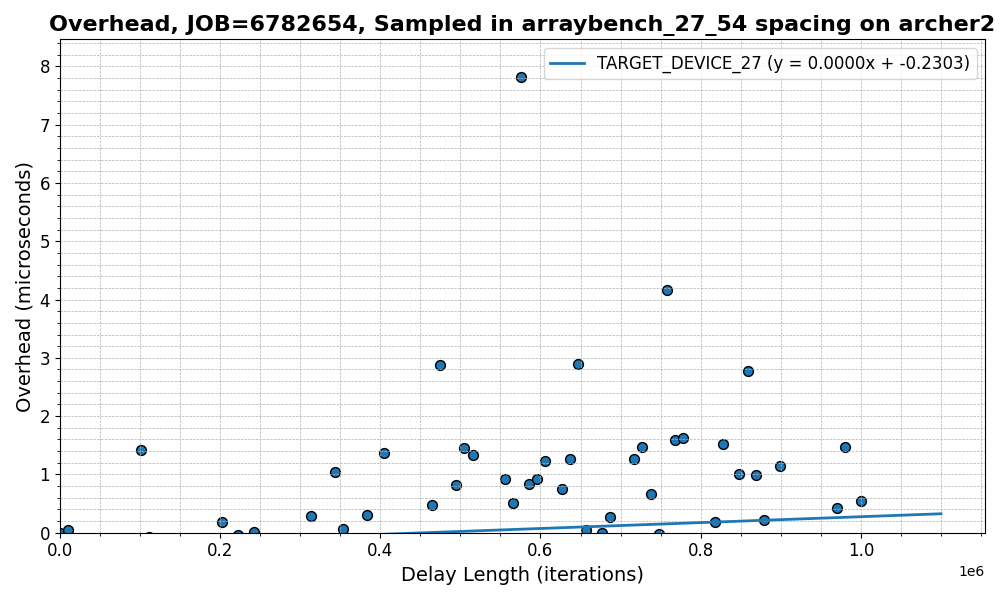 Overhead, JOB=6782654, Sampled in arraybench_27_54 spacing on archer2
TARGET_DEVICE_27 (y = 0.0000x + -0.2303)
Overhead (microseconds)
8
7
6
5
4
3
2
1
0
0.0 0.2 0.4 0.6 0.8 1.0
1e6
Delay Length (iterations)